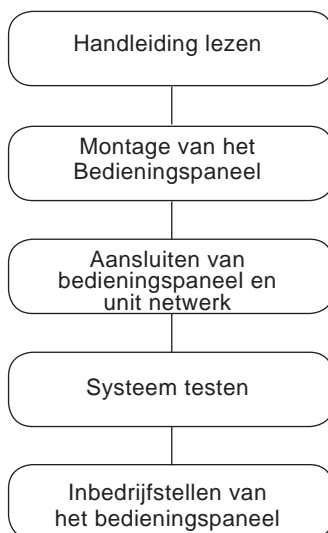 Handleiding lezen
Montage van het
Bedieningspaneel
Aansluiten van
bedieningspaneel en
unit netwerk
Systeem testen
Inbedrijfstellen van
het bedieningspaneel